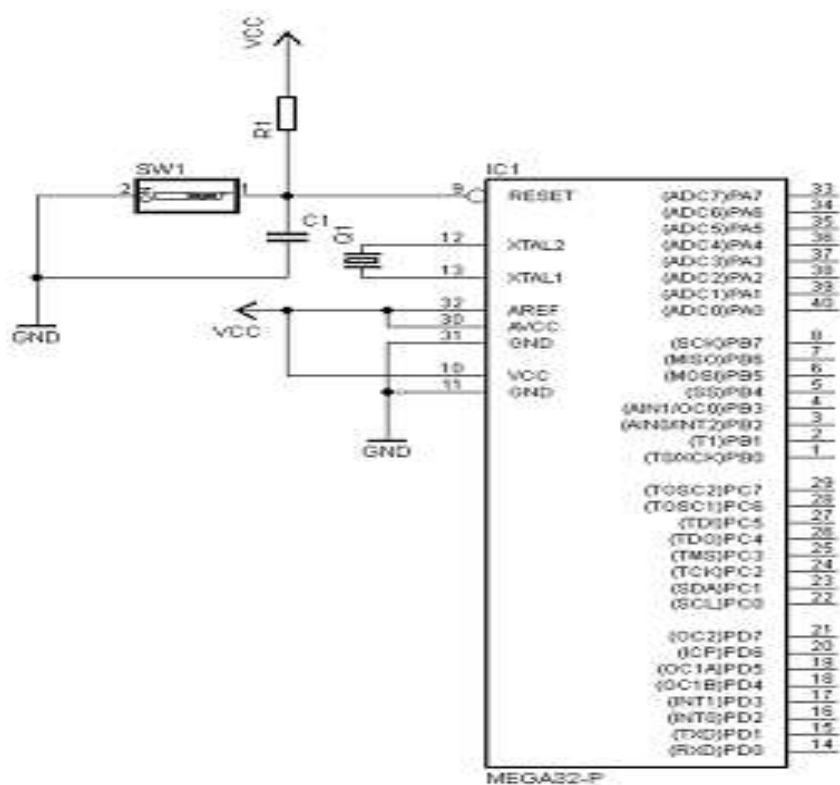 VCC
R1
SW1
2 1
C1
Q1
GND
VCC
GND
IC1
9 RESET
12 XTAL2
13 XTAL1
32 AREF
30 AVCC
31 GND
10 VCC
11 GND
(ADC7)PA7 33
(ADC6)PA6 34
(ADC5)PA5 35
(ADC4)PA4 36
(ADC3)PA3 37
(ADC2)PA2 38
(ADC1)PA1 39
(ADC0)PA0 40
(SCK)PB7 8
(MISO)PB6 7
(MOSI)PB5 6
(SS)PB4 5
(AIN1/OC0)PB3 4
(AIN0/INT2)PB2 3
(T1)PB1 2
(T0/XCK)PB0 1
(TOSC2)PC7 29
(TOSC1)PC6 28
(TDI)PC5 27
(TDO)PC4 26
(TMS)PC3 25
(TCK)PC2 24
(SDA)PC1 23
(SCL)PC0 22
(OC2)PD7 21
(ICP)PD6 20
(OC1A)PD5 19
(OC1B)PD4 18
(INT1)PD3 17
(INT0)PD2 16
(TXD)PD1 15
(RXD)PD0 14
MEGA32-P